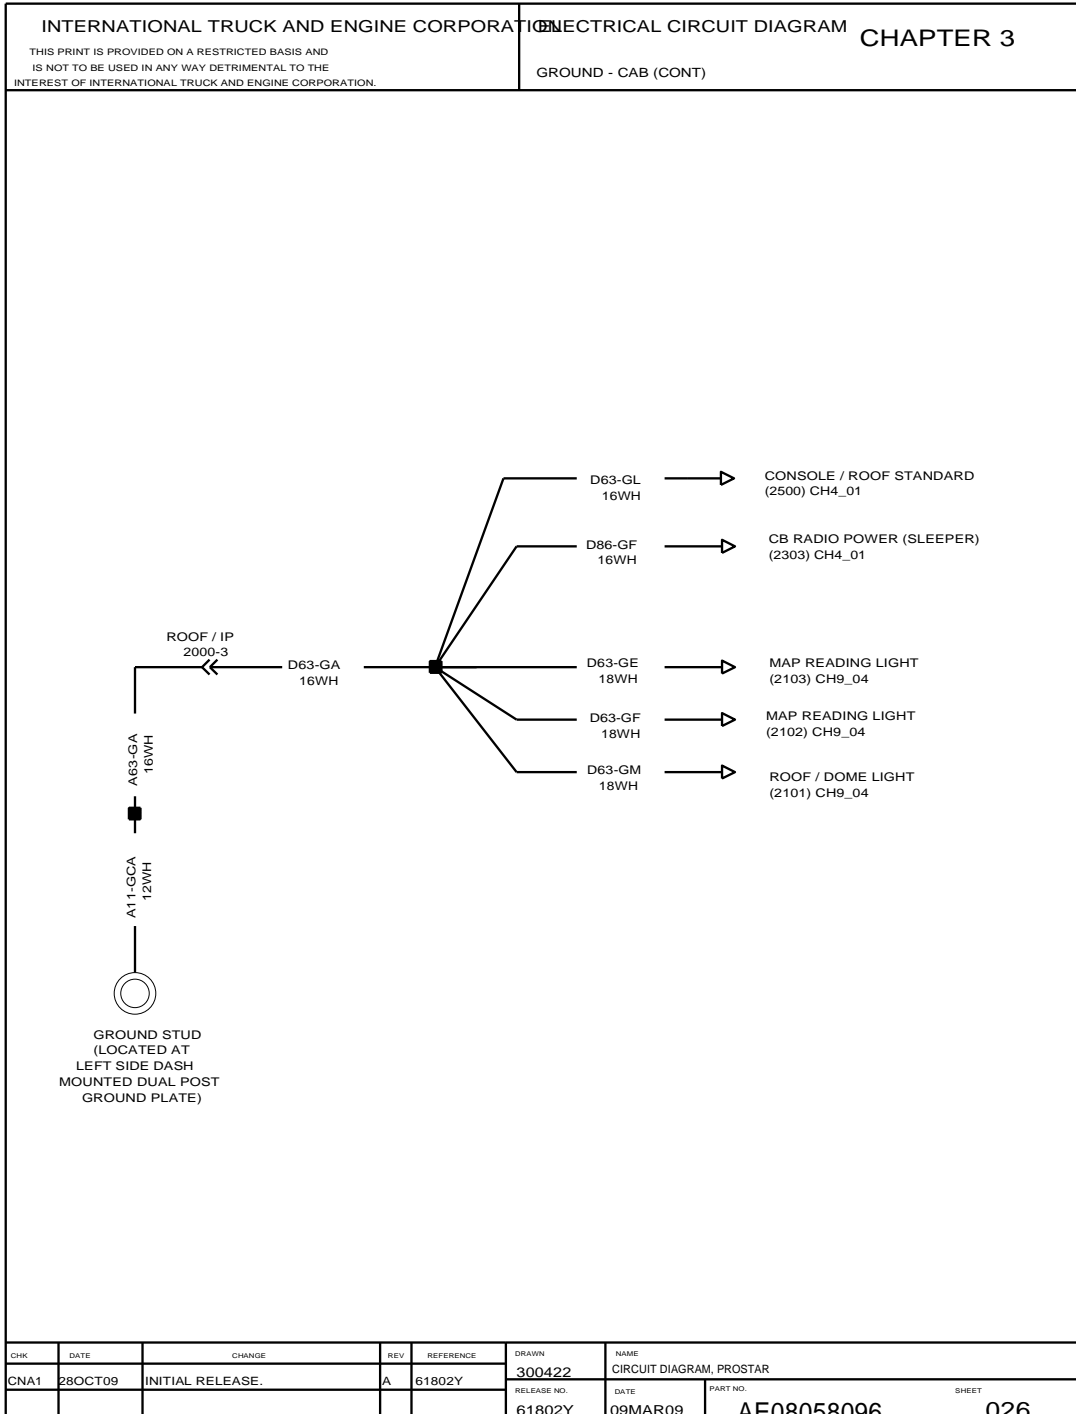 INTERNATIONAL TRUCK AND ENGINE CORPORATION
THIS PRINT IS PROVIDED ON A RESTRICTED BASIS AND
IS NOT TO BE USED IN ANY WAY DETRIMENTAL TO THE
INTEREST OF INTERNATIONAL TRUCK AND ENGINE CORPORATION.
ELECTRICAL CIRCUIT DIAGRAM
CHAPTER 3
GROUND - CAB (CONT)
D63-GL
16WH
CONSOLE / ROOF STANDARD
(2500) CH4_01
D86-GF
16WH
CB RADIO POWER (SLEEPER)
(2303) CH4_01
ROOF / IP
2000-3
D63-GA
16WH
D63-GE
18WH
MAP READING LIGHT
(2103) CH9_04
D63-GF
18WH
MAP READING LIGHT
(2102) CH9_04
D63-GM
18WH
ROOF / DOME LIGHT
(2101) CH9_04
A63-GA
16WH
A11-GCA
12WH
GROUND STUD
(LOCATED AT
LEFT SIDE DASH
MOUNTED DUAL POST
GROUND PLATE)
CHK DATE CHANGE REV REFERENCE
CNA1 28OCT09 INITIAL RELEASE. A 61802Y
DRAWN
300422
NAME
CIRCUIT DIAGRAM, PROSTAR
RELEASE NO.
61802Y
DATE
09MAR09
PART NO.
AE08058096
SHEET
026